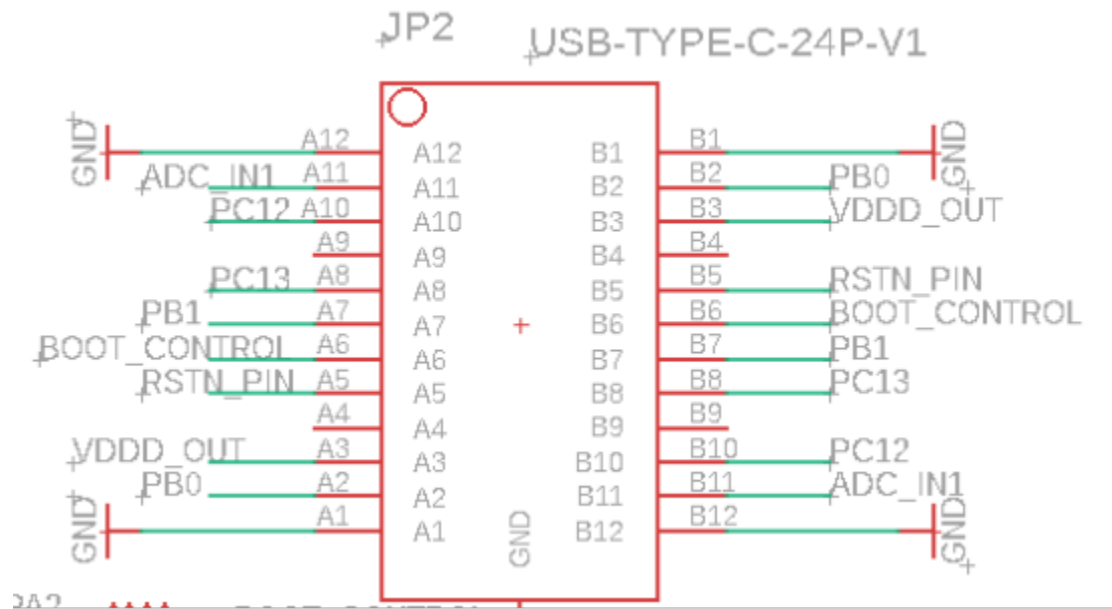 JP2 USB-TYPE-C-24P-V1
GND A12 A12 B1 B1 GND
ADC_IN1 A11 A11 B2 B2 PB0
PC12 A10 A10 B3 B3 VDDD_OUT
A9 A9 B4 B4
PC13 A8 A8 B5 B5 RSTN_PIN
PB1 A7 A7 B6 B6 BOOT_CONTROL
BOOT_CONTROL A6 A6 B7 B7 PB1
RSTN_PIN A5 A5 B8 B8 PC13
A4 A4 B9 B9
VDDD_OUT A3 A3 B10 B10 PC12
PB0 A2 A2 B11 B11 ADC_IN1
GND A1 A1 GND B12 B12 GND